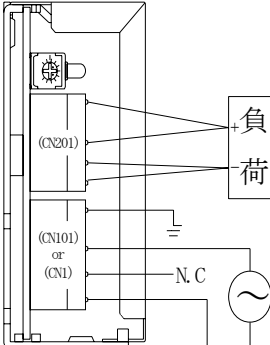 (CN201)
+
負
-
荷
(CN101)
or
(CN1)
N.C